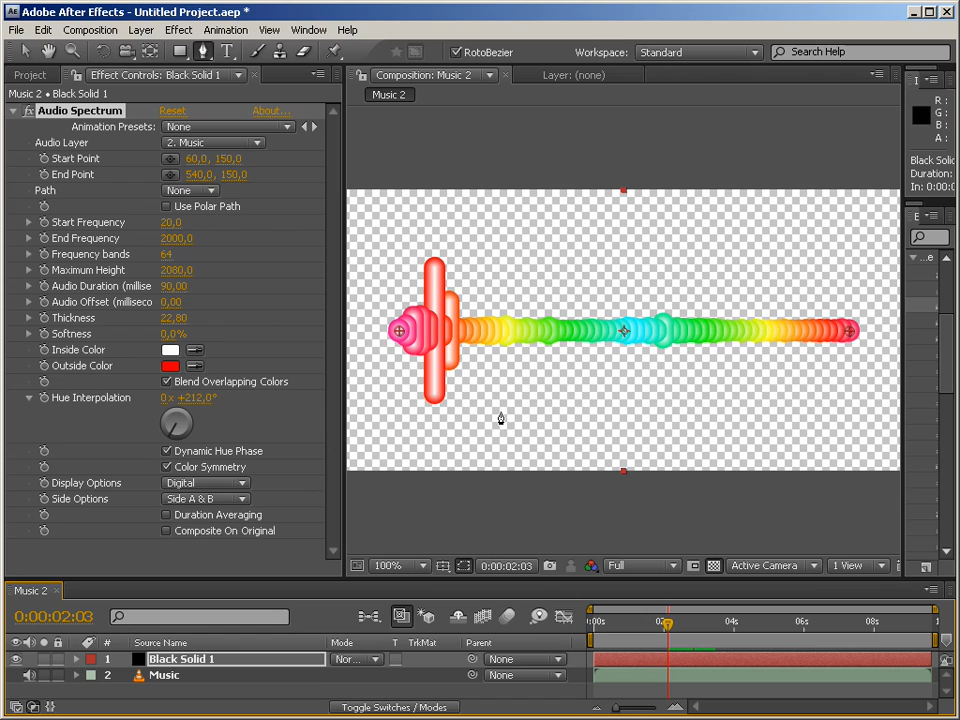 Adobe After Effects - Untitled Project.aep *
File Edit Composition Layer Effect Animation View Window Help
RotoBezier Workspace: Standard Search Help
Project Effect Controls: Black Solid 1 Composition: Music 2 Layer: (none)
Music 2 • Black Solid 1
Music 2
fx Audio Spectrum Reset About...
Animation Presets: None
Audio Layer 2. Music
Start Point 60,0, 150,0
End Point 540,0, 150,0
Path None
Use Polar Path
Start Frequency 20,0
End Frequency 2000,0
Frequency bands 64
Maximum Height 2080,0
Audio Duration (millise 90,00
Audio Offset (milliseco 0,00
Thickness 22,80
Softness 0,0%
Inside Color
Outside Color
Blend Overlapping Colors
Hue Interpolation 0 x +212,0°
Dynamic Hue Phase
Color Symmetry
Display Options Digital
Side Options Side A & B
Duration Averaging
Composite On Original
R :
G :
B :
A :
Black Solid
Duration:
In: 0:00:0
...e
100% 0:00:02:03 Full Active Camera 1 View
Music 2
0:00:02:03
:00s 02s 04s 06s 08s 1
# Source Name Mode T TrkMat Parent
1 Black Solid 1 Nor... None
2 Music None
Toggle Switches / Modes